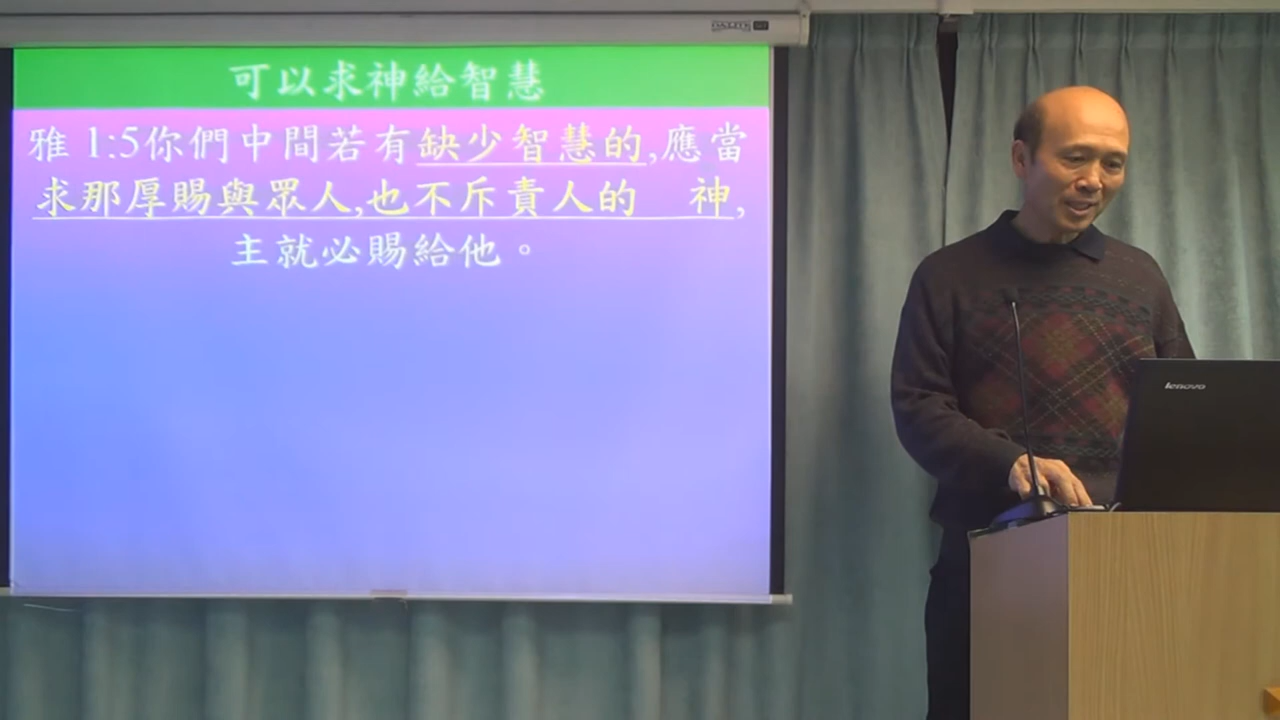 可以求神給智慧
雅 1:5你們中間若有缺少智慧的,應當
求那厚賜與眾人,也不斥責人的　神,
主就必賜給他。
lenovo